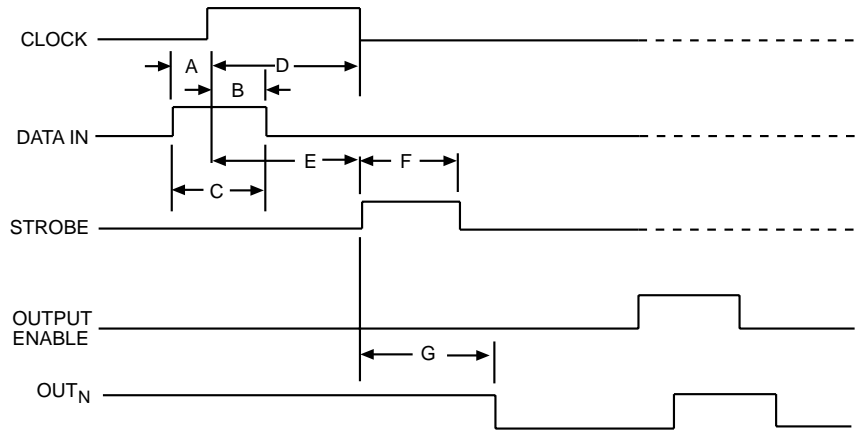 CLOCK
A
D
B
DATA IN
E
F
C
STROBE
OUTPUT
ENABLE
G
OUTN